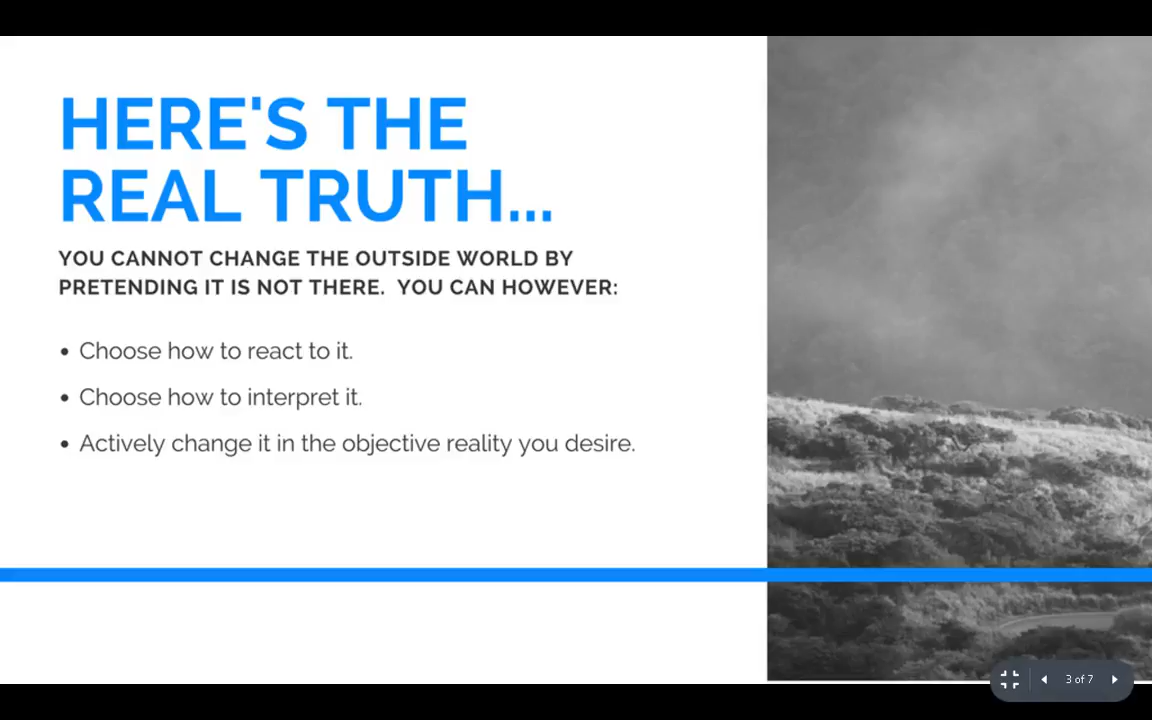 HERE'S THE
REAL TRUTH...
YOU CANNOT CHANGE THE OUTSIDE WORLD BY
PRETENDING IT IS NOT THERE.  YOU CAN HOWEVER:
• Choose how to react to it.
• Choose how to interpret it.
• Actively change it in the objective reality you desire.
3 of 7